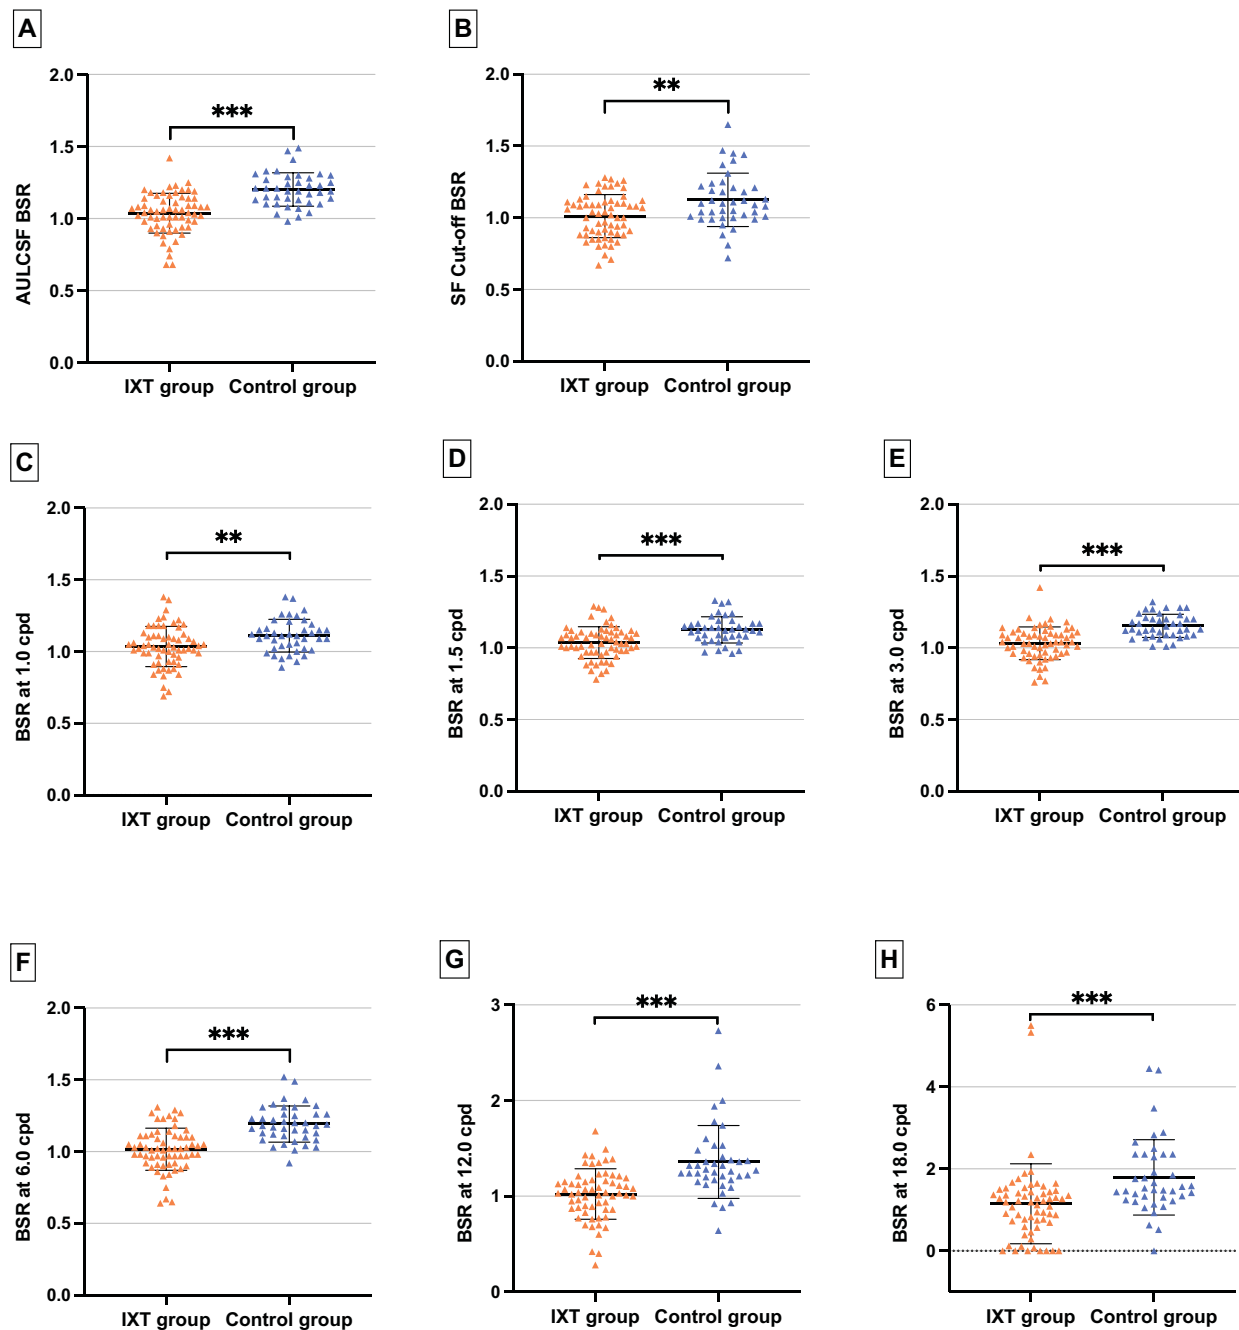 A
AULCSF BSR
2.0
1.5
1.0
0.5
0.0
***
IXT group Control group
B
SF Cut-off BSR
2.0
1.5
1.0
0.5
0.0
**
IXT group Control group
C
BSR at 1.0 cpd
2.0
1.5
1.0
0.5
0.0
**
IXT group Control group
D
BSR at 1.5 cpd
2.0
1.5
1.0
0.5
0.0
***
IXT group Control group
E
BSR at 3.0 cpd
2.0
1.5
1.0
0.5
0.0
***
IXT group Control group
F
BSR at 6.0 cpd
2.0
1.5
1.0
0.5
0.0
***
IXT group Control group
G
BSR at 12.0 cpd
3
2
1
0
***
IXT group Control group
H
BSR at 18.0 cpd
6
4
2
0
***
IXT group Control group